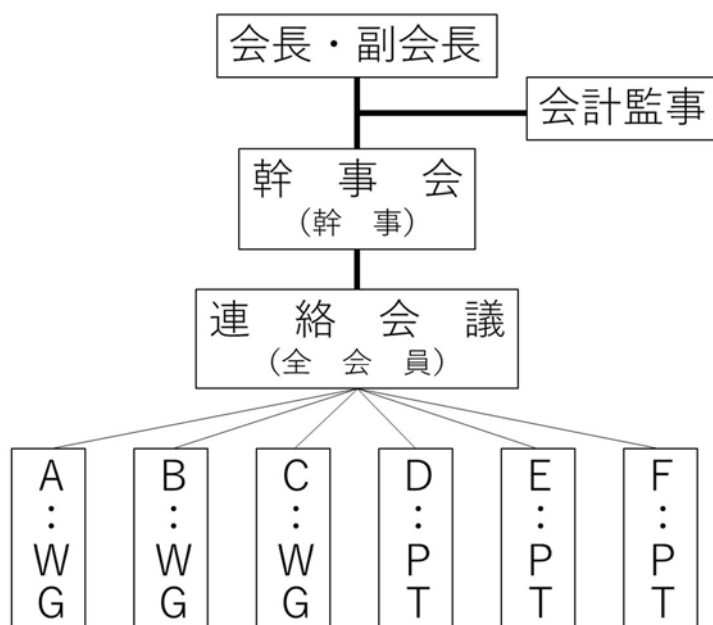 会長・副会長
会計監事
幹　事　会
（幹　事）
連　絡　会　議
（全　会　員）
A：WG
B：WG
C：WG
D：PT
E：PT
F：PT